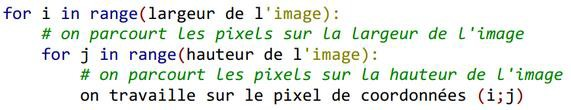 for i in range(largeur de l'image):
# on parcourt les pixels sur la largeur de l'image
for j in range(hauteur de l'image):
# on parcourt les pixels sur la hauteur de l'image
on travaille sur le pixel de coordonnées (i;j)